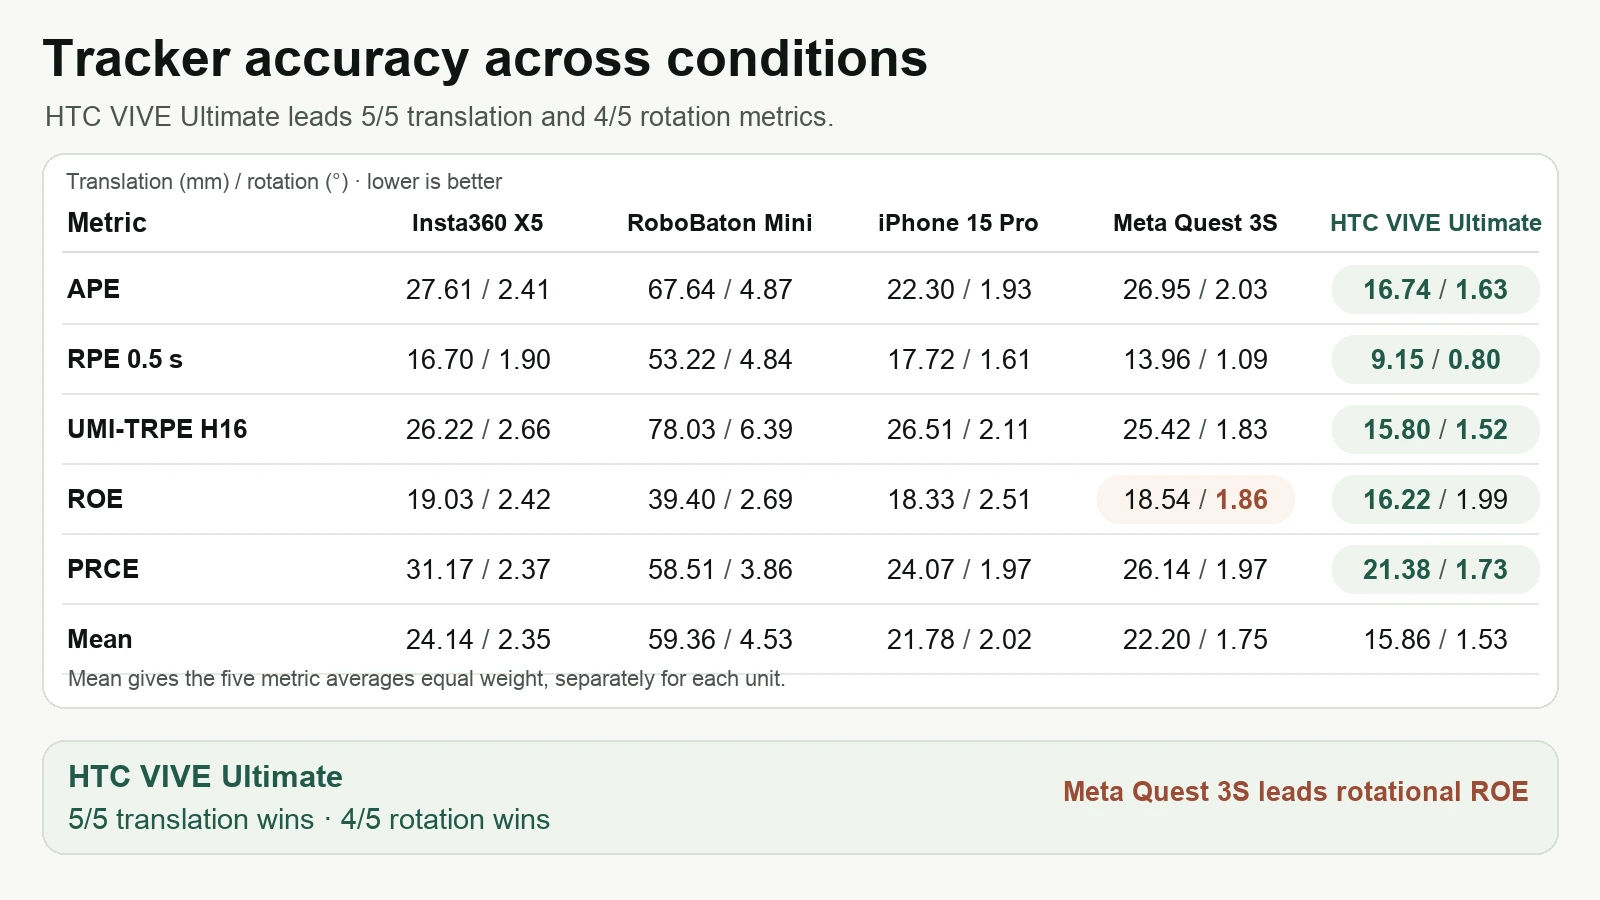 Tracker accuracy across conditions
HTC VIVE Ultimate leads 5/5 translation and 4/5 rotation metrics.
Translation (mm) / rotation (°) · lower is better
Metric Insta360 X5 RoboBaton Mini iPhone 15 Pro Meta Quest 3S HTC VIVE Ultimate
APE 27.61 / 2.41 67.64 / 4.87 22.30 / 1.93 26.95 / 2.03 16.74 / 1.63
RPE 0.5 s 16.70 / 1.90 53.22 / 4.84 17.72 / 1.61 13.96 / 1.09 9.15 / 0.80
UMI-TRPE H16 26.22 / 2.66 78.03 / 6.39 26.51 / 2.11 25.42 / 1.83 15.80 / 1.52
ROE 19.03 / 2.42 39.40 / 2.69 18.33 / 2.51 18.54 / 1.86 16.22 / 1.99
PRCE 31.17 / 2.37 58.51 / 3.86 24.07 / 1.97 26.14 / 1.97 21.38 / 1.73
Mean 24.14 / 2.35 59.36 / 4.53 21.78 / 2.02 22.20 / 1.75 15.86 / 1.53
Mean gives the five metric averages equal weight, separately for each unit.
HTC VIVE Ultimate
5/5 translation wins · 4/5 rotation wins
Meta Quest 3S leads rotational ROE